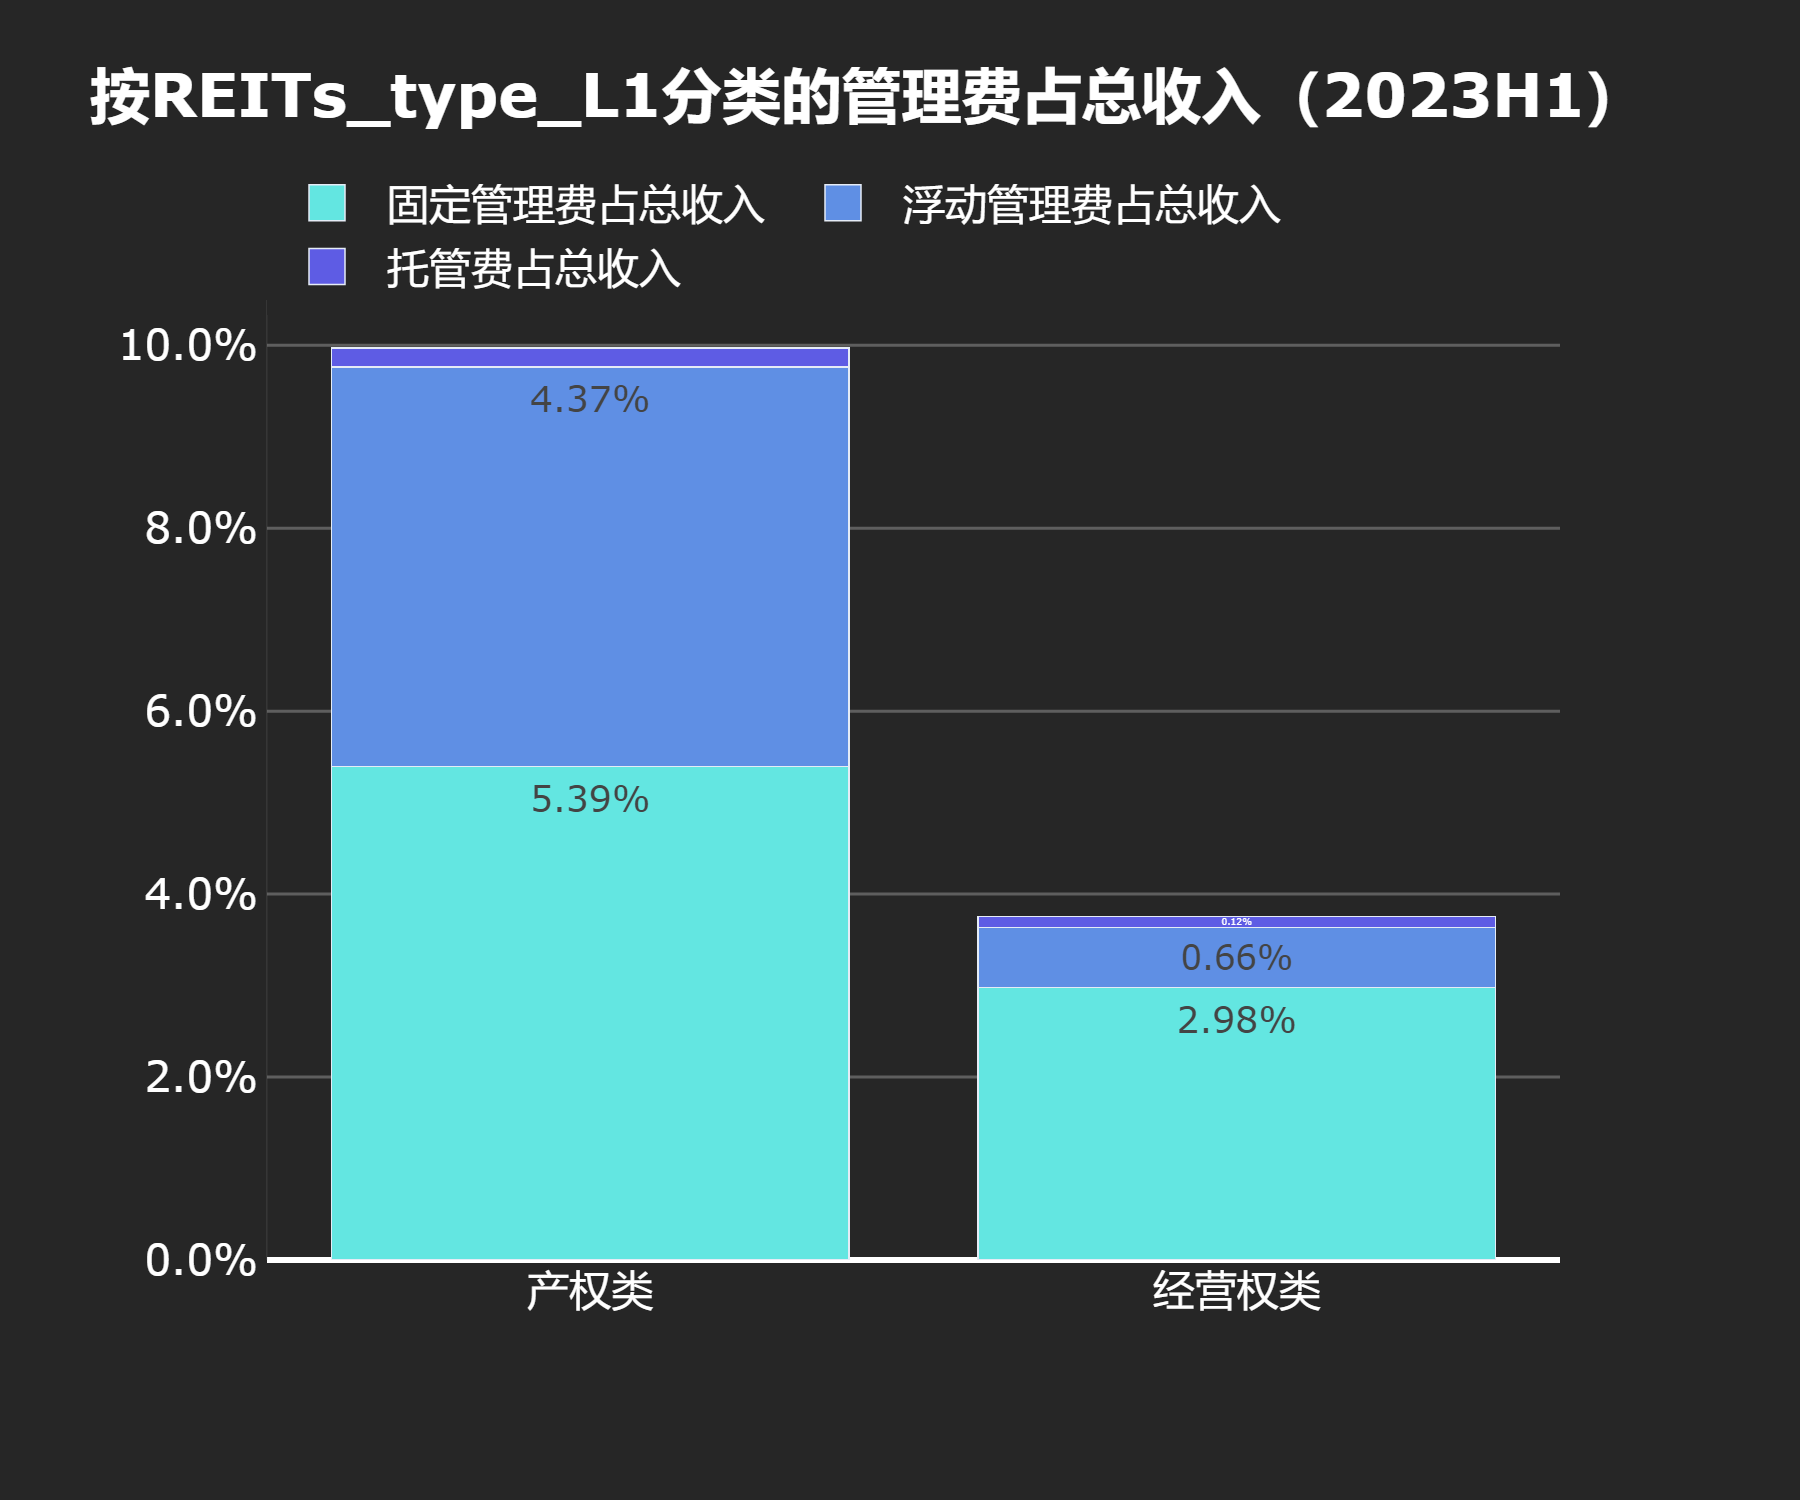 按REITs_type_L1分类的管理费占总收入（2023H1）
固定管理费占总收入 浮动管理费占总收入
托管费占总收入
10.0%
4.37%
8.0%
6.0%
5.39%
4.0%
0.12%
0.66%
2.98%
2.0%
0.0%
产权类 经营权类